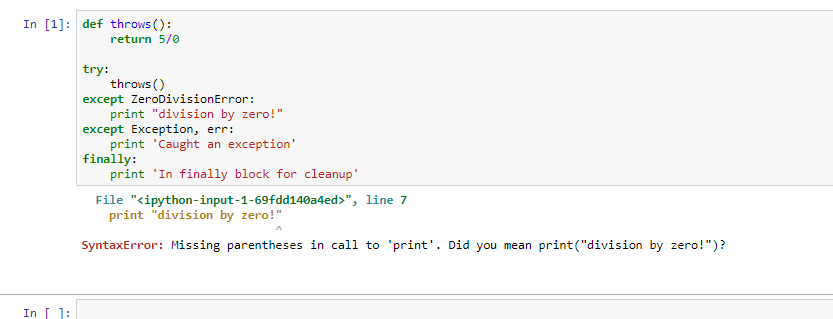 In [1]: def throws():
    return 5/0
try:
    throws()
except ZeroDivisionError:
    print "division by zero!"
except Exception, err:
    print 'Caught an exception'
finally:
    print 'In finally block for cleanup'
File "<ipython-input-1-69fdd140a4ed>", line 7
    print "division by zero!"
^
SyntaxError: Missing parentheses in call to 'print'. Did you mean print("division by zero!")?
In [ ]: